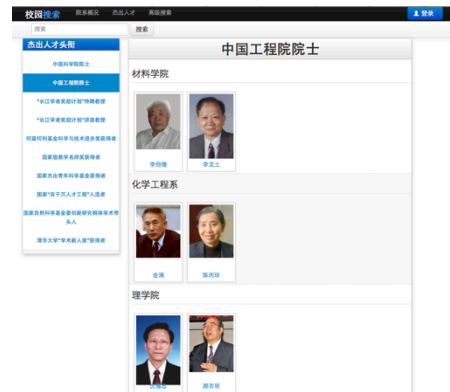 校园搜索 院系概况 杰出人才 高级搜索 登录
搜索 搜索
杰出人才头衔
中国科学院院士
中国工程院院士
"长江学者奖励计划"特聘教授
"长江学者奖励计划"讲座教授
何梁何利基金科学与技术进步奖获得者
国家级教学名师奖获得者
国家杰出青年科学基金获得者
国家"百千万人才工程"入选者
国家自然科学基金委创新研究群体学术带
头人
清华大学"学术新人奖"获得者
中国工程院院士
材料学院
李恒德 李龙土
化学工程系
金涌 陈丙珍
理学院